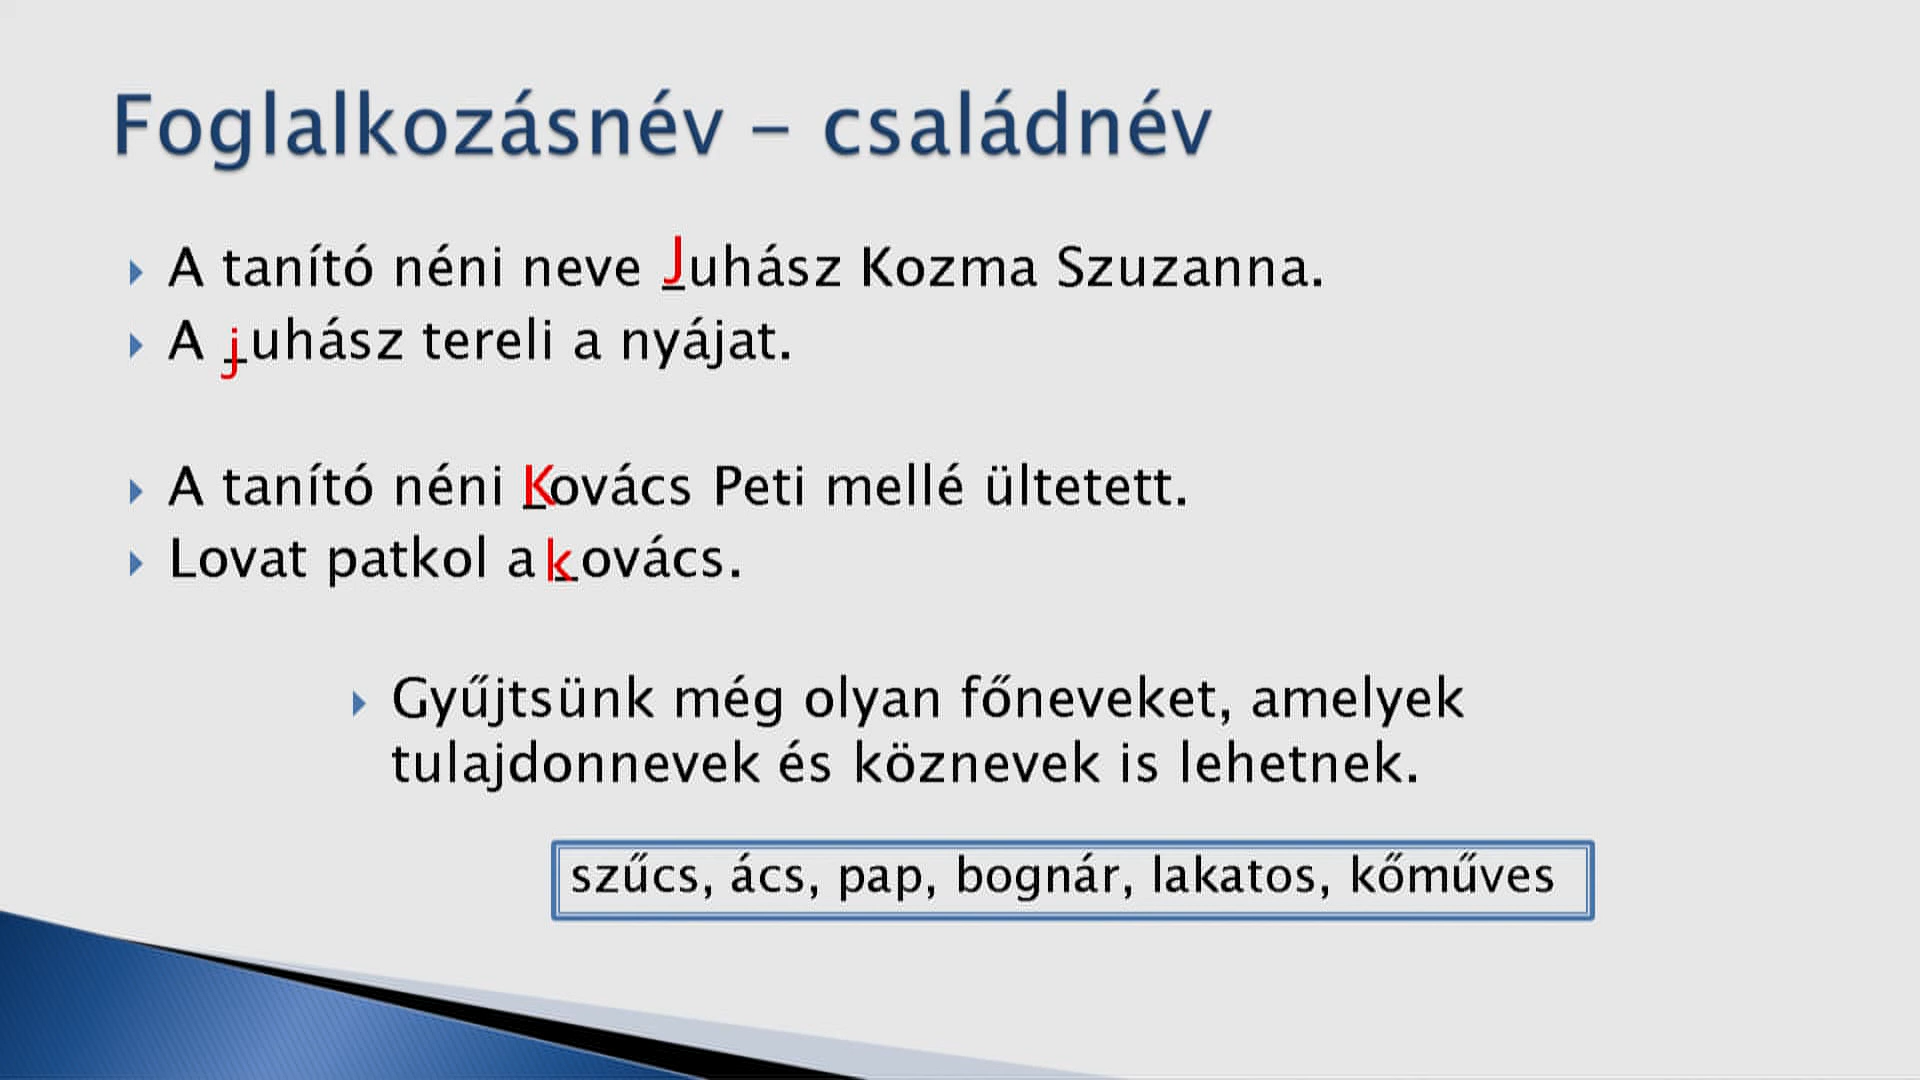 Foglalkozásnév - családnév
A tanító néni neve Juhász Kozma Szuzanna.
A juhász tereli a nyájat.
A tanító néni Kovács Peti mellé ültetett.
Lovat patkol a kovács.
Gyűjtsünk még olyan főneveket, amelyek
tulajdonnevek és köznevek is lehetnek.
szűcs, ács, pap, bognár, lakatos, kőműves